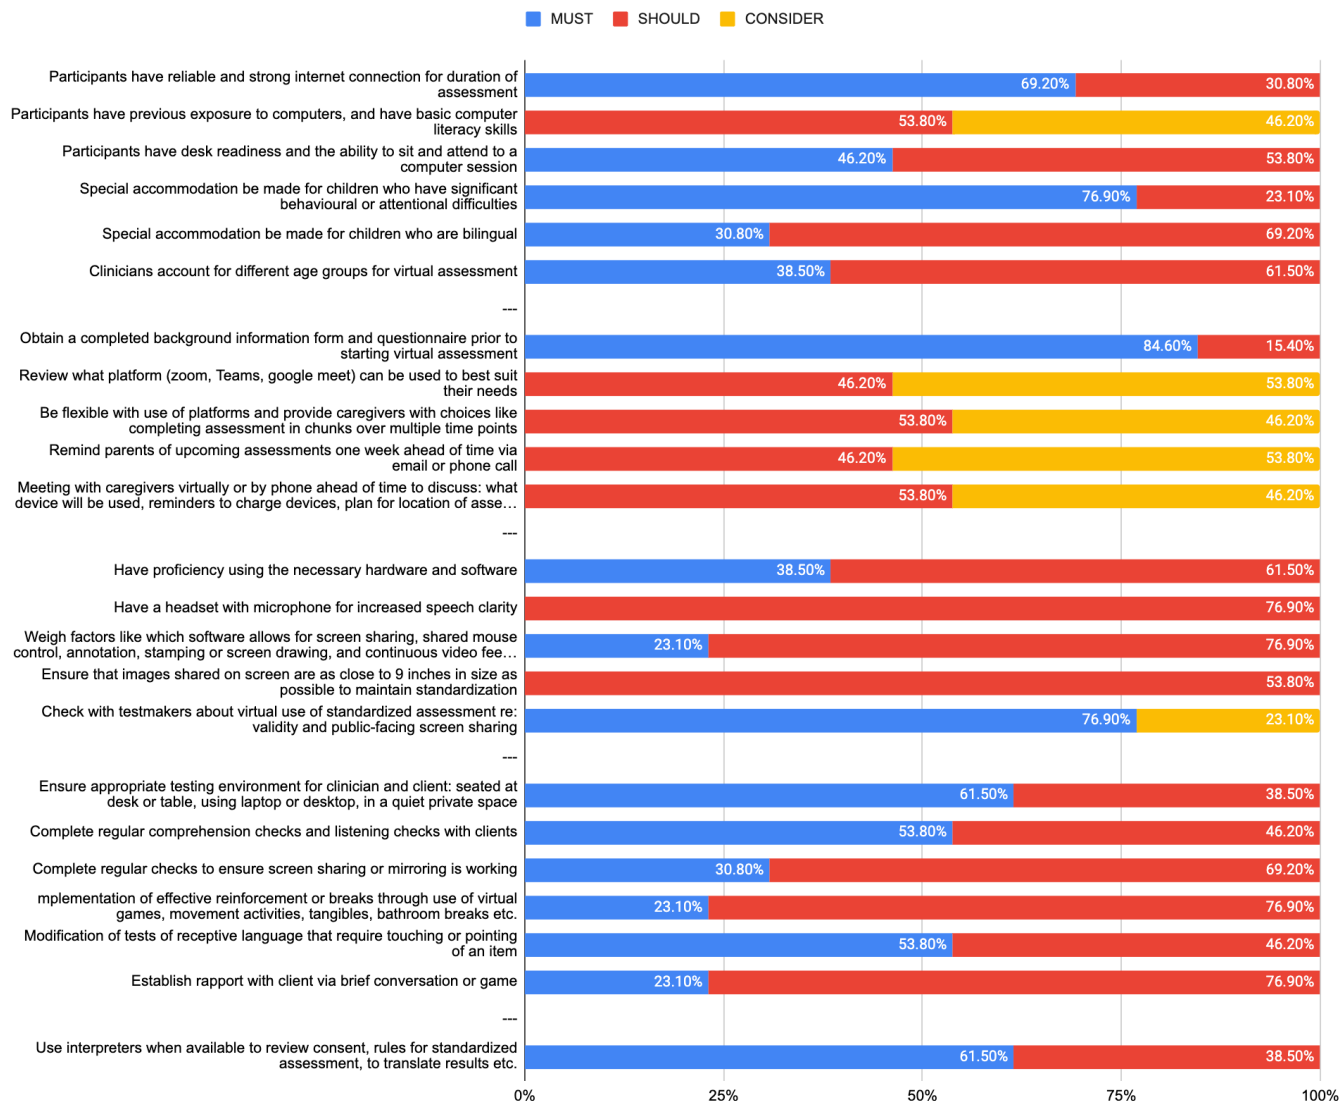 MUST SHOULD CONSIDER
Participants have reliable and strong internet connection for duration of
assessment
69.20% 30.80%
Participants have previous exposure to computers, and have basic computer
literacy skills
53.80% 46.20%
Participants have desk readiness and the ability to sit and attend to a
computer session
46.20% 53.80%
Special accommodation be made for children who have significant
behavioural or attentional difficulties
76.90% 23.10%
Special accommodation be made for children who are bilingual
30.80% 69.20%
Clinicians account for different age groups for virtual assessment
38.50% 61.50%
---
Obtain a completed background information form and questionnaire prior to
starting virtual assessment
84.60% 15.40%
Review what platform (zoom, Teams, google meet) can be used to best suit
their needs
46.20% 53.80%
Be flexible with use of platforms and provide caregivers with choices like
completing assessment in chunks over multiple time points
53.80% 46.20%
Remind parents of upcoming assessments one week ahead of time via
email or phone call
46.20% 53.80%
Meeting with caregivers virtually or by phone ahead of time to discuss: what
device will be used, reminders to charge devices, plan for location of asse…
53.80% 46.20%
---
Have proficiency using the necessary hardware and software
38.50% 61.50%
Have a headset with microphone for increased speech clarity
76.90%
Weigh factors like which software allows for screen sharing, shared mouse
control, annotation, stamping or screen drawing, and continuous video fee…
23.10% 76.90%
Ensure that images shared on screen are as close to 9 inches in size as
possible to maintain standardization
53.80%
Check with testmakers about virtual use of standardized assessment re:
validity and public-facing screen sharing
76.90% 23.10%
---
Ensure appropriate testing environment for clinician and client: seated at
desk or table, using laptop or desktop, in a quiet private space
61.50% 38.50%
Complete regular comprehension checks and listening checks with clients
53.80% 46.20%
Complete regular checks to ensure screen sharing or mirroring is working
30.80% 69.20%
mplementation of effective reinforcement or breaks through use of virtual
games, movement activities, tangibles, bathroom breaks etc.
23.10% 76.90%
Modification of tests of receptive language that require touching or pointing
of an item
53.80% 46.20%
Establish rapport with client via brief conversation or game
23.10% 76.90%
---
Use interpreters when available to review consent, rules for standardized
assessment, to translate results etc.
61.50% 38.50%
0% 25% 50% 75% 100%